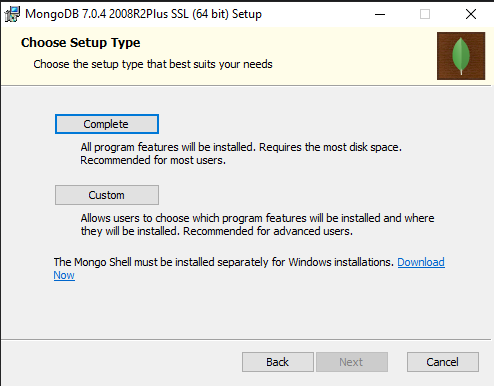 MongoDB 7.0.4 2008R2Plus SSL (64 bit) Setup
Choose Setup Type
Choose the setup type that best suits your needs
Complete
All program features will be installed. Requires the most disk space.
Recommended for most users.
Custom
Allows users to choose which program features will be installed and where
they will be installed. Recommended for advanced users.
The Mongo Shell must be installed separately for Windows installations. Download
Now
Back Next Cancel